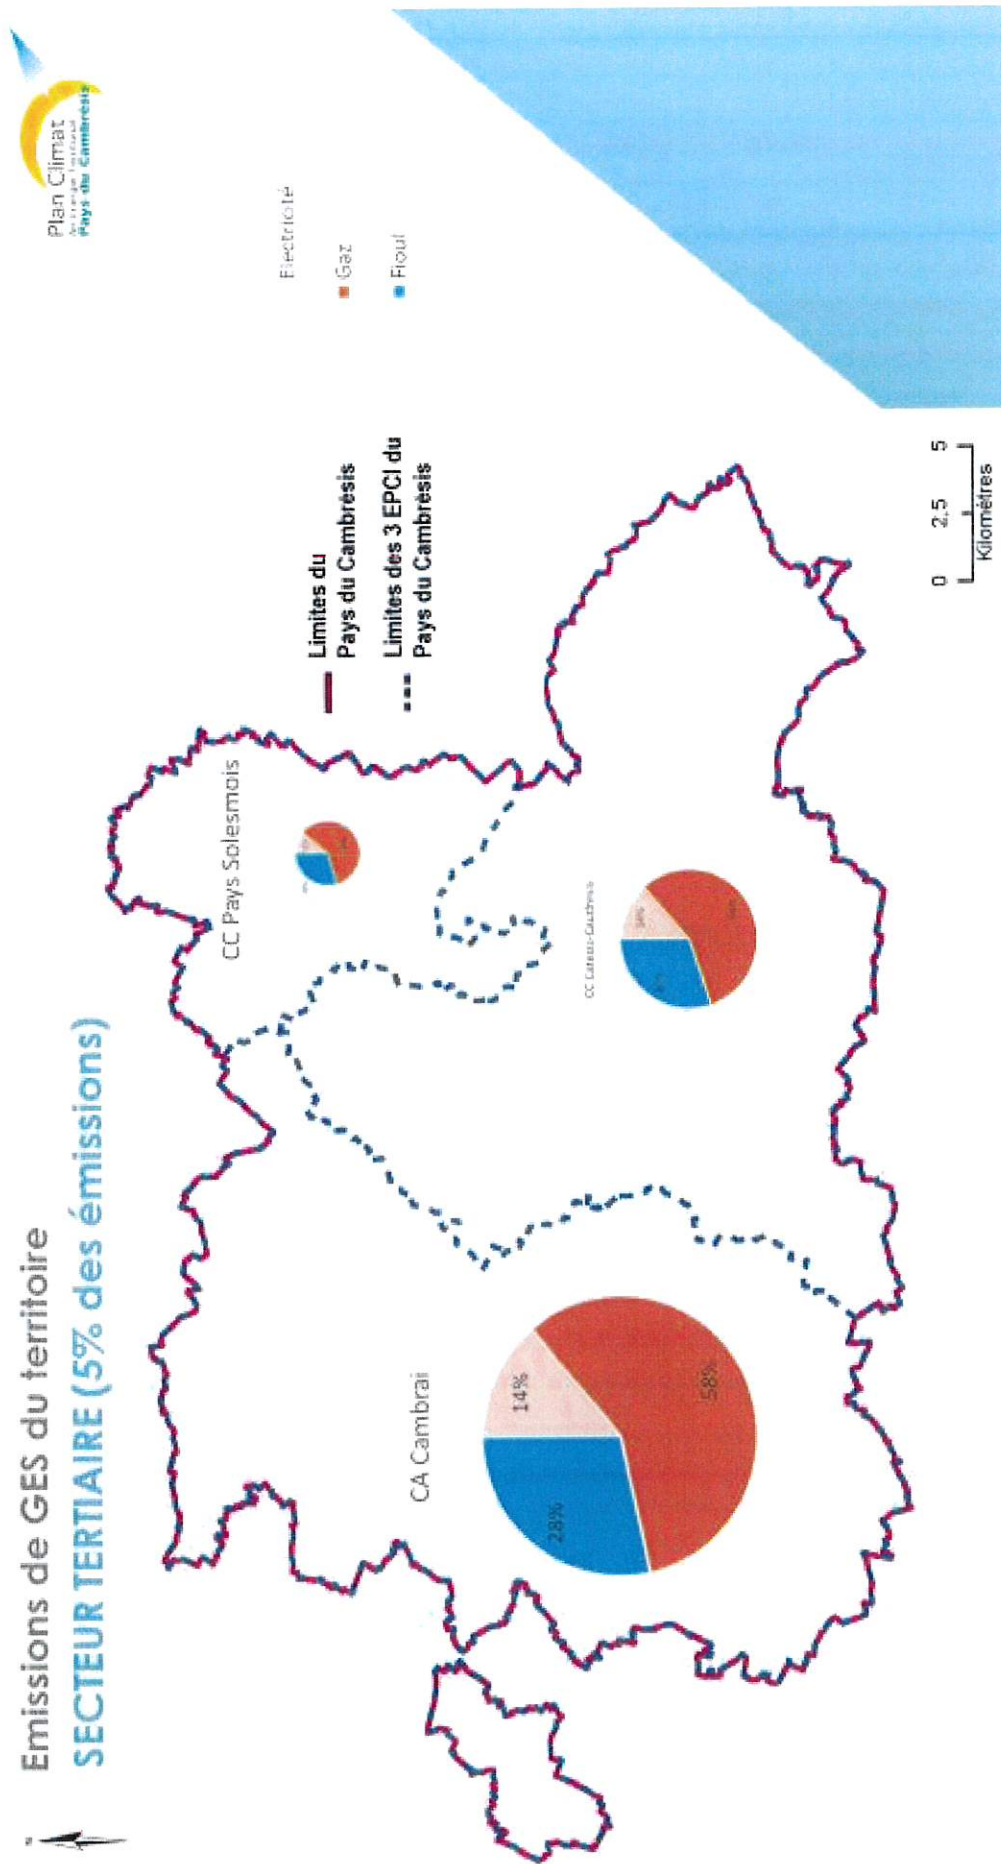 Emissions de GES du territoire
SECTEUR TERTIAIRE (5% des émissions)
Plan Climat
Pays du Cambrésis
CC Pays Solesmois
Limites du
Pays du Cambrésis
Limites des 3 EPCI du
Pays du Cambrésis
Electricité
Gaz
Fioul
CA Cambrai
14%
28%
58%
0 2,5 5
Kilomètres